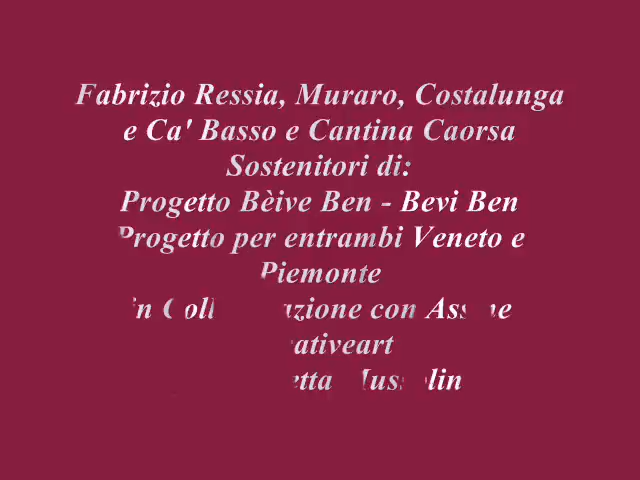 Fabrizio Ressia, Muraro, Costalunga
e Ca' Basso e Cantina Caorsa
Sostenitori di:
Progetto Bèive Ben - Bevi Ben
Progetto per entrambi Veneto e
Piemonte
con